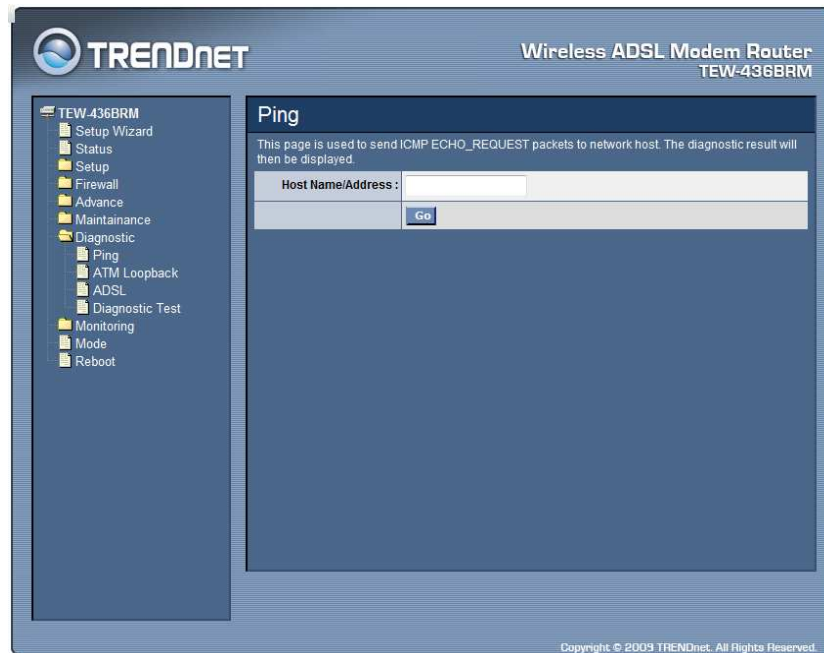 TRENDNET
Wireless ADSL Modem Router
TEW-436BRM
TEW-436BRM
Setup Wizard
Status
Setup
Firewall
Advance
Maintainance
Diagnostic
Ping
ATM Loopback
ADSL
Diagnostic Test
Monitoring
Mode
Reboot
Ping
This page is used to send ICMP ECHO_REQUEST packets to network host. The diagnostic result will
then be displayed.
Host Name/Address :
Go
Copyright © 2009 TRENDnet. All Rights Reserved.